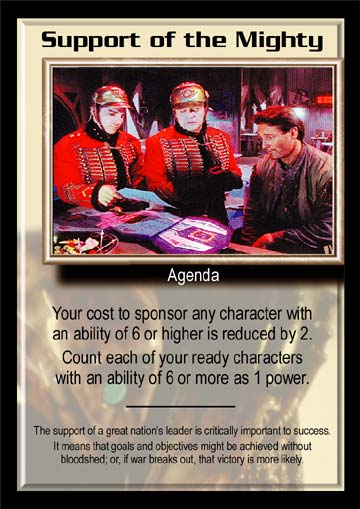 Support of the Mighty
Agenda
Your cost to sponsor any character with
an ability of 6 or higher is reduced by 2.
Count each of your ready characters
with an ability of 6 or more as 1 power.
The support of a great nation's leader is critically important to success.
It means that goals and objectives might be achieved without
bloodshed; or, if war breaks out, that victory is more likely.